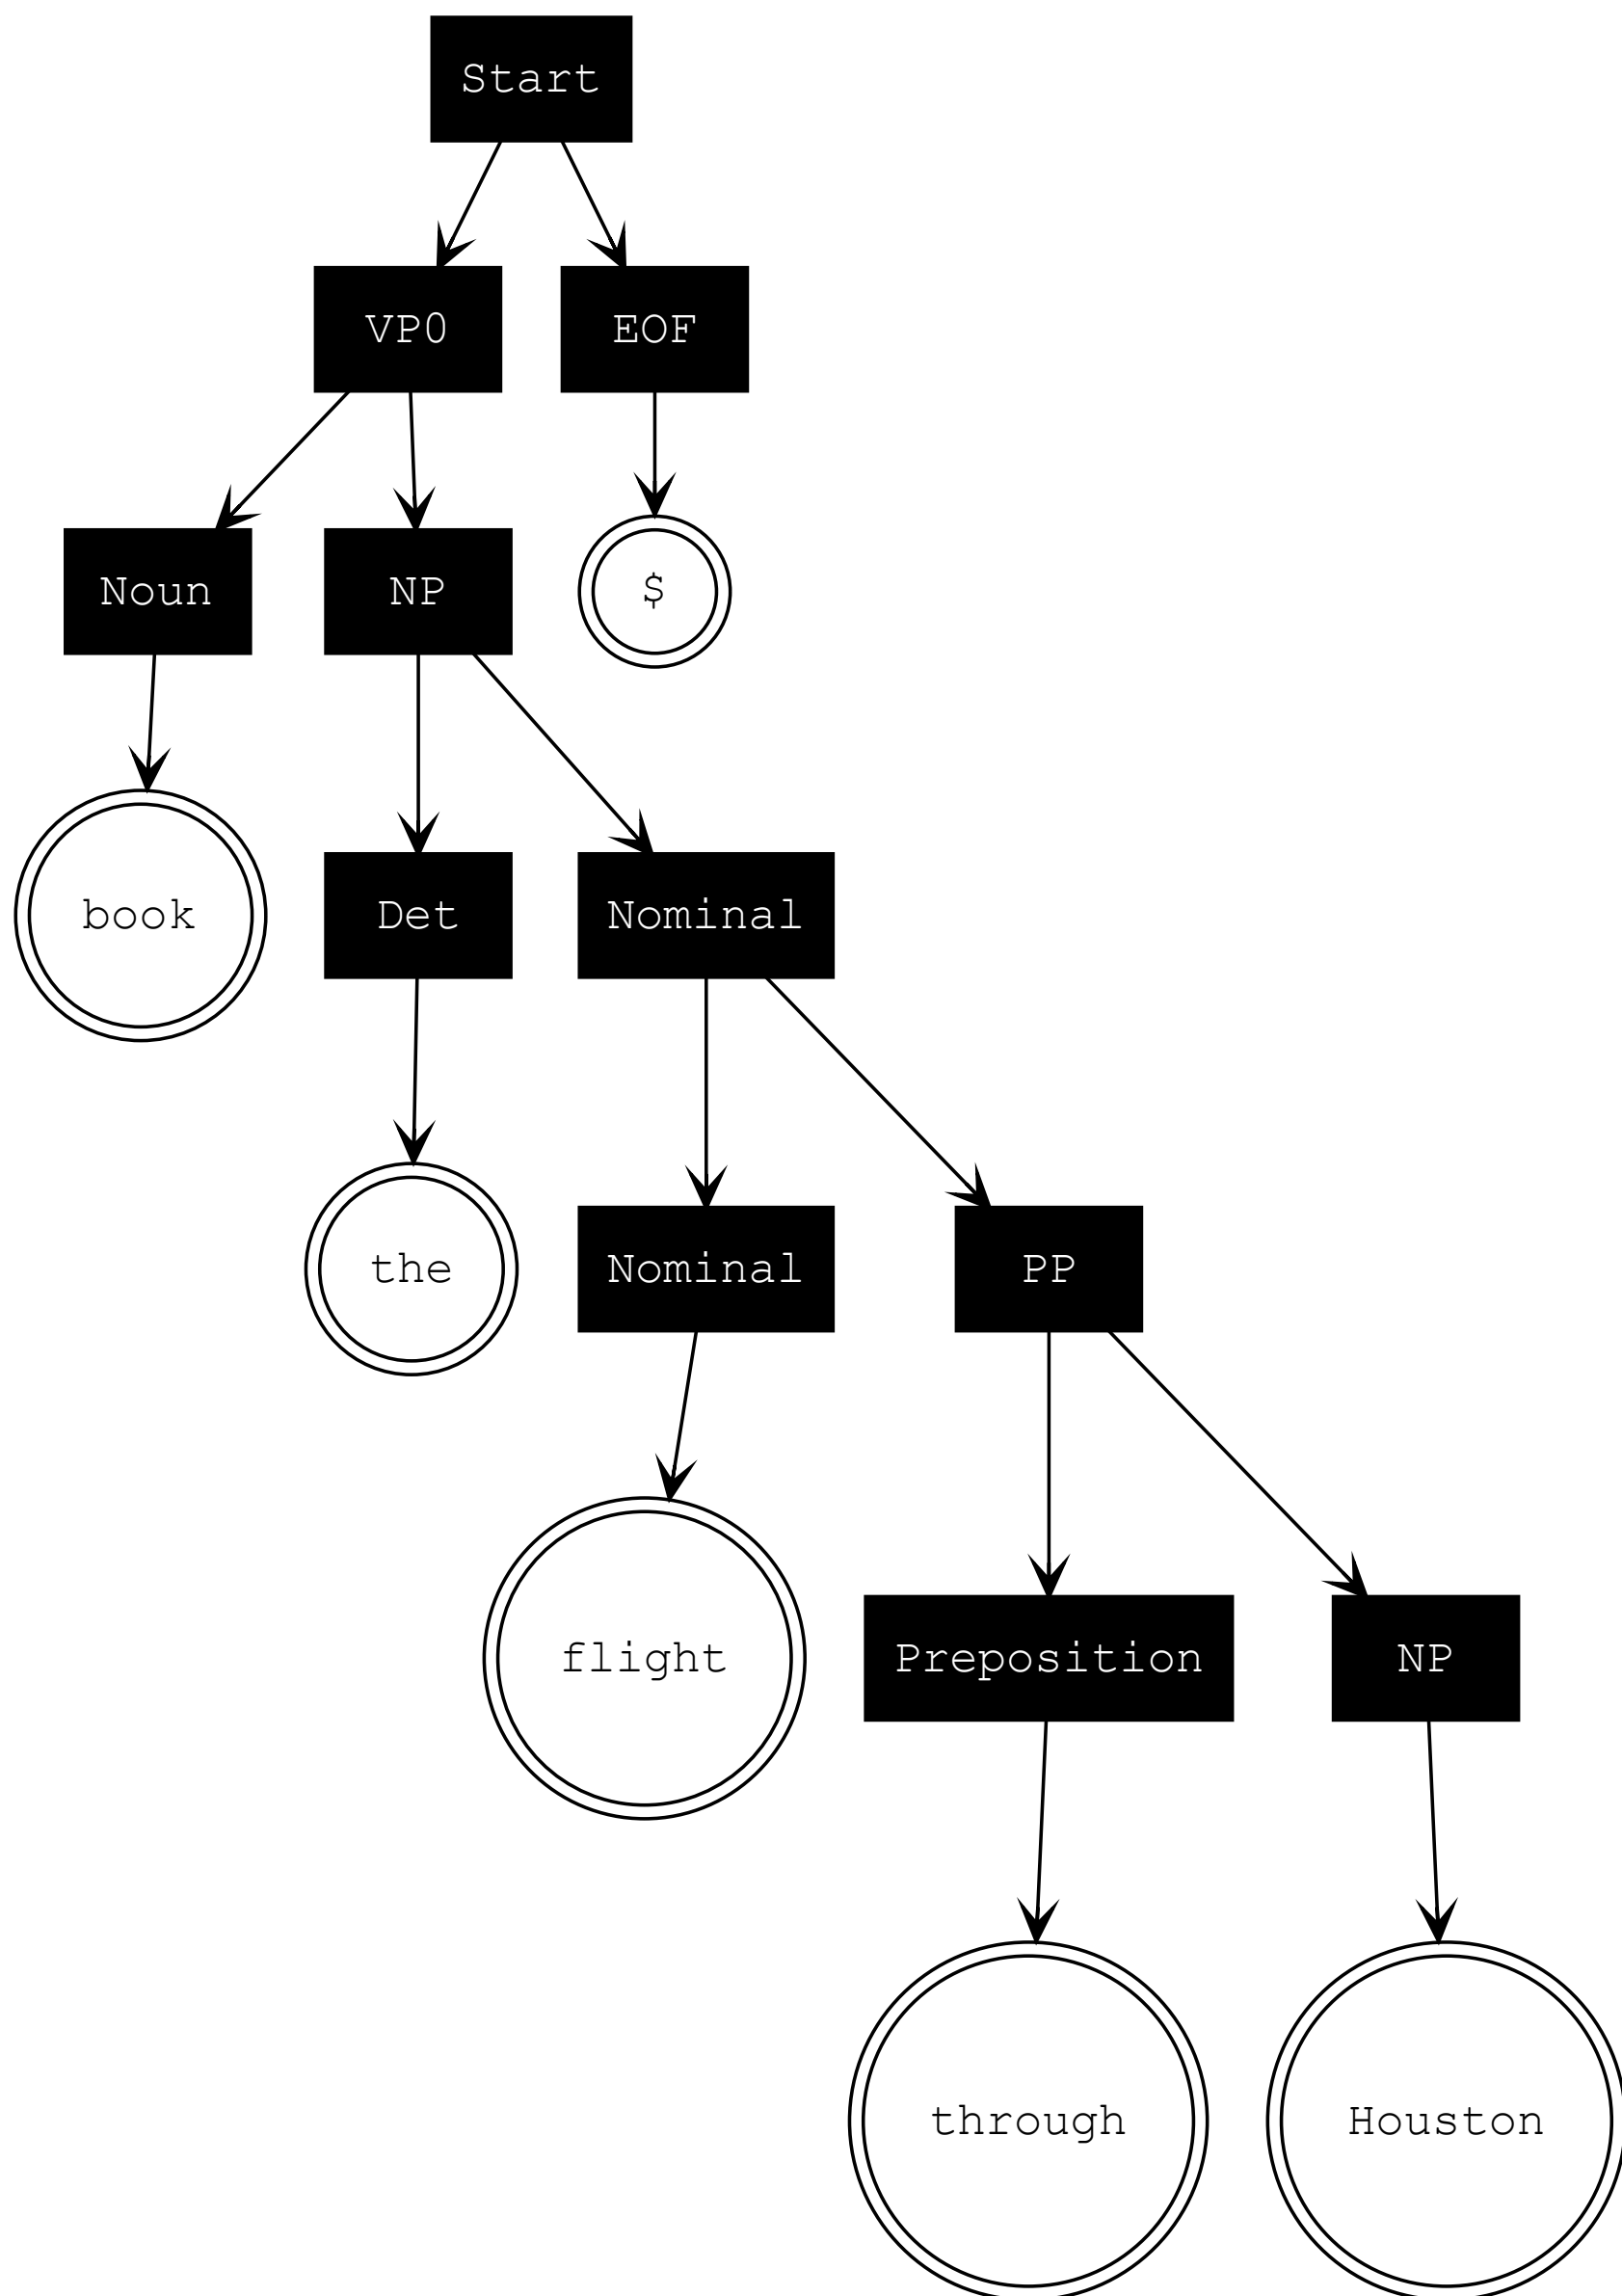 Start
VP0 EOF
Noun NP $
book Det Nominal
the Nominal PP
flight Preposition NP
through Houston